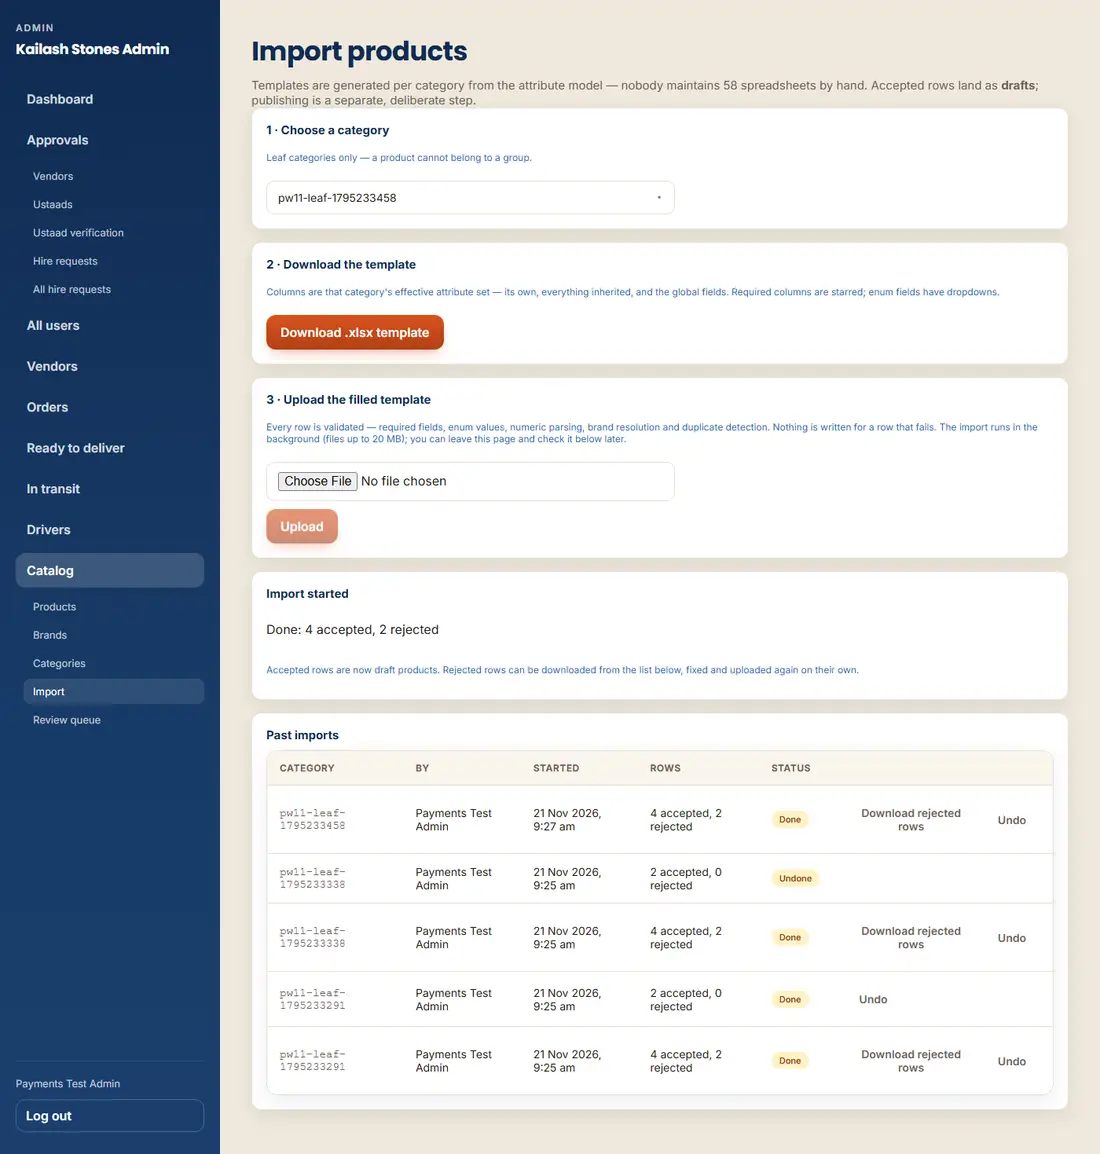 ADMIN
Kailash Stones Admin
Dashboard
Approvals
Vendors
Ustaads
Ustaad verification
Hire requests
All hire requests
All users
Vendors
Orders
Ready to deliver
In transit
Drivers
Catalog
Products
Brands
Categories
Import
Review queue
Payments Test Admin
Log out
Import products
Templates are generated per category from the attribute model — nobody maintains 58 spreadsheets by hand. Accepted rows land as drafts;
publishing is a separate, deliberate step.
1 · Choose a category
Leaf categories only — a product cannot belong to a group.
pw11-leaf-1795233458
2 · Download the template
Columns are that category's effective attribute set — its own, everything inherited, and the global fields. Required columns are starred; enum fields have dropdowns.
Download .xlsx template
3 · Upload the filled template
Every row is validated — required fields, enum values, numeric parsing, brand resolution and duplicate detection. Nothing is written for a row that fails. The import runs in the
background (files up to 20 MB); you can leave this page and check it below later.
Choose File No file chosen
Upload
Import started
Done: 4 accepted, 2 rejected
Accepted rows are now draft products. Rejected rows can be downloaded from the list below, fixed and uploaded again on their own.
Past imports
CATEGORY BY STARTED ROWS STATUS
pw11-leaf- Payments Test 21 Nov 2026, 4 accepted, 2 Done Download rejected Undo
1795233458 Admin 9:27 am rejected rows
pw11-leaf- Payments Test 21 Nov 2026, 2 accepted, 0 Undone
1795233338 Admin 9:25 am rejected
pw11-leaf- Payments Test 21 Nov 2026, 4 accepted, 2 Done Download rejected Undo
1795233338 Admin 9:25 am rejected rows
pw11-leaf- Payments Test 21 Nov 2026, 2 accepted, 0 Done Undo
1795233291 Admin 9:25 am rejected
pw11-leaf- Payments Test 21 Nov 2026, 4 accepted, 2 Done Download rejected Undo
1795233291 Admin 9:25 am rejected rows